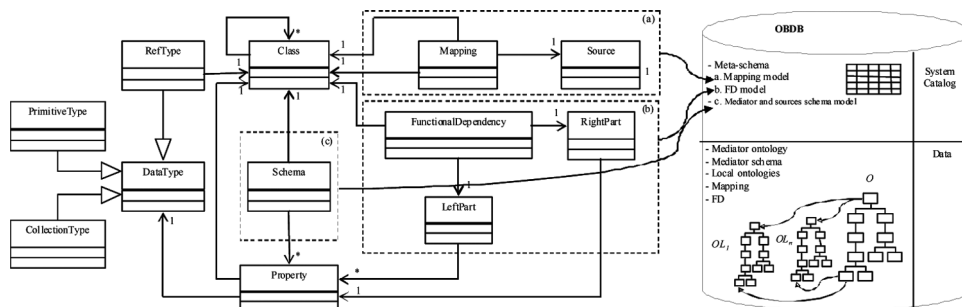 *
(a)
RefType
Class
1
1
1
1
1
Mapping
1
Source
1
PrimitiveType
(b)
FunctionalDependency
1
RightPart
(c)
DataType
Schema
1
1
1
LeftPart
CollectionType
*
*
Property
1
OBDB
- Meta-schema
a. Mapping model
b. FD model
- c. Mediator and sources schema model
System
Catalog
- Mediator ontology
- Mediator schema
- Local ontologies
- Mapping
- FD
Data
O
OL1
OLn